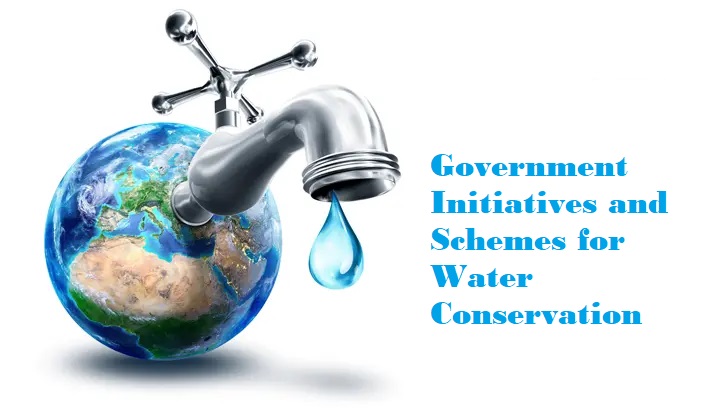 Government
Initiatives and
Schemes for
Water
Conservation